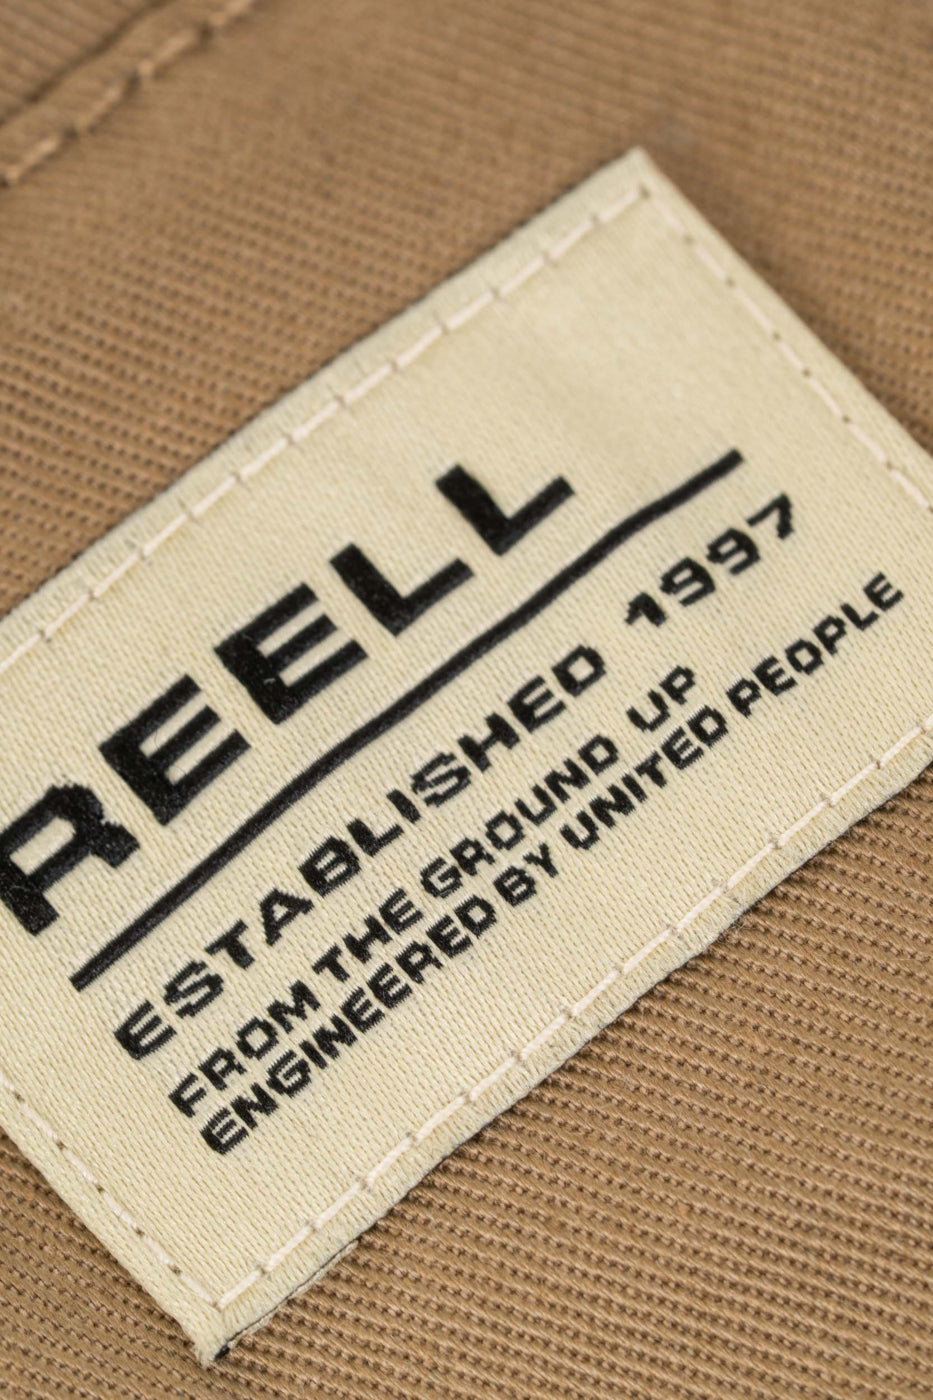 REELL
ESTABLISHED 1997
FROM THE GROUND UP
ENGINEERED BY UNITED PEOPLE